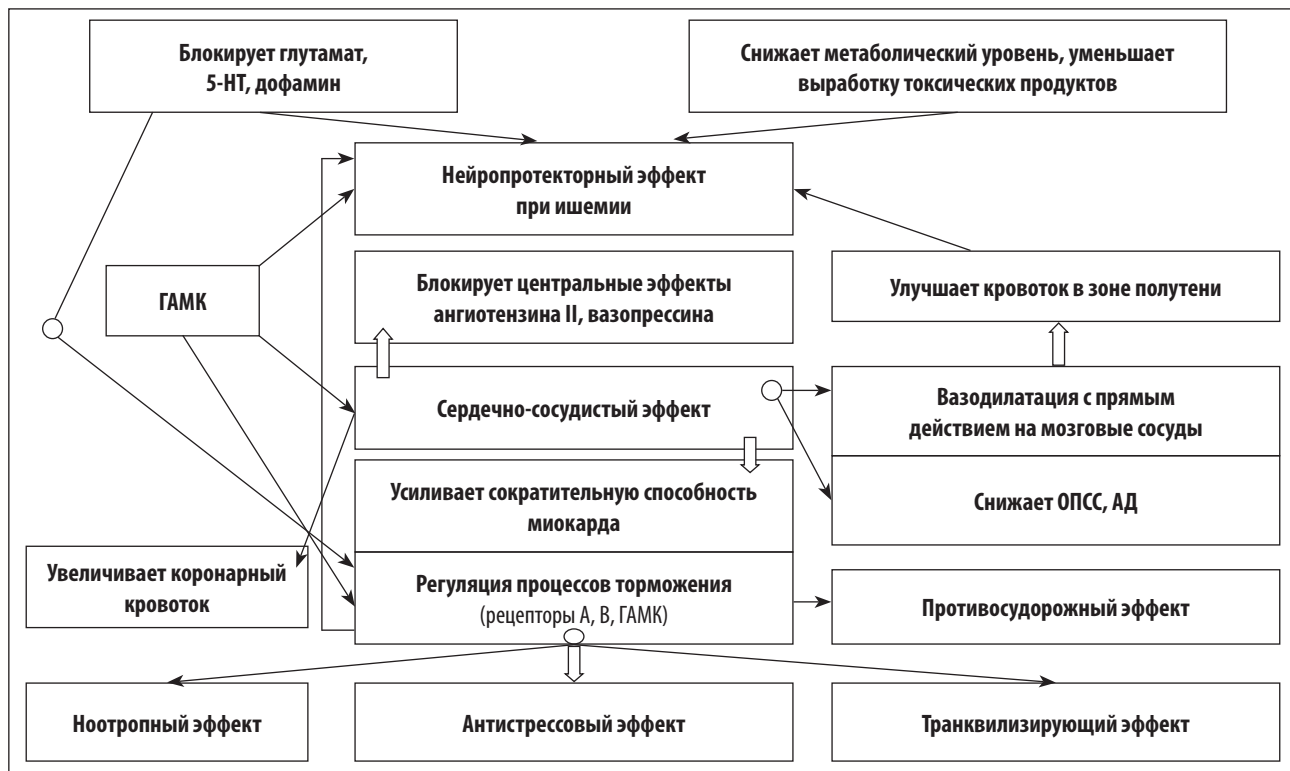 Блокирует глутамат,
5-НТ, дофамин
Снижает метаболический уровень, уменьшает
выработку токсических продуктов
Нейропротекторный эффект
при ишемии
ГАМК
Блокирует центральные эффекты
ангиотензина II, вазопрессина
Улучшает кровоток в зоне полутени
Сердечно-сосудистый эффект
Вазодилатация с прямым
действием на мозговые сосуды
Усиливает сократительную способность
миокарда
Снижает ОПСС, АД
Увеличивает коронарный
кровоток
Регуляция процессов торможения
(рецепторы А, В, ГАМК)
Противосудорожный эффект
Ноотропный эффект
Антистрессовый эффект
Транквилизирующий эффект